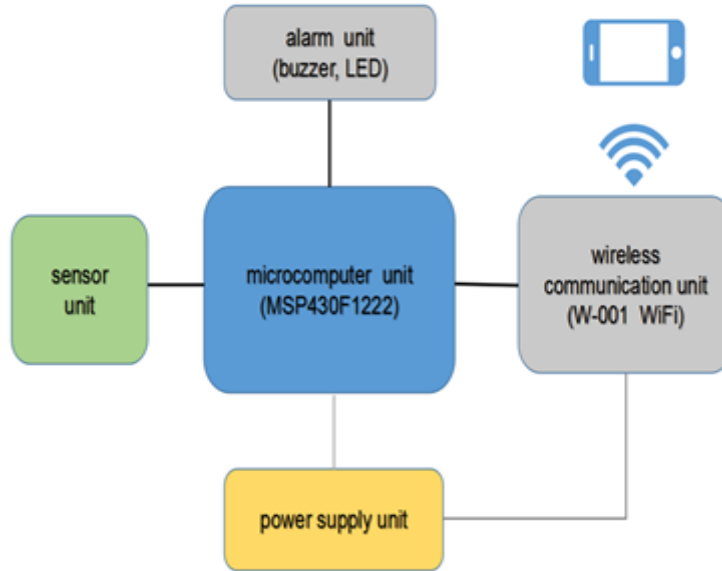 alarm unit
(buzzer, LED)
sensor
unit
microcomputer unit
(MSP430F1222)
wireless
communication unit
(W-001 WiFi)
power supply unit